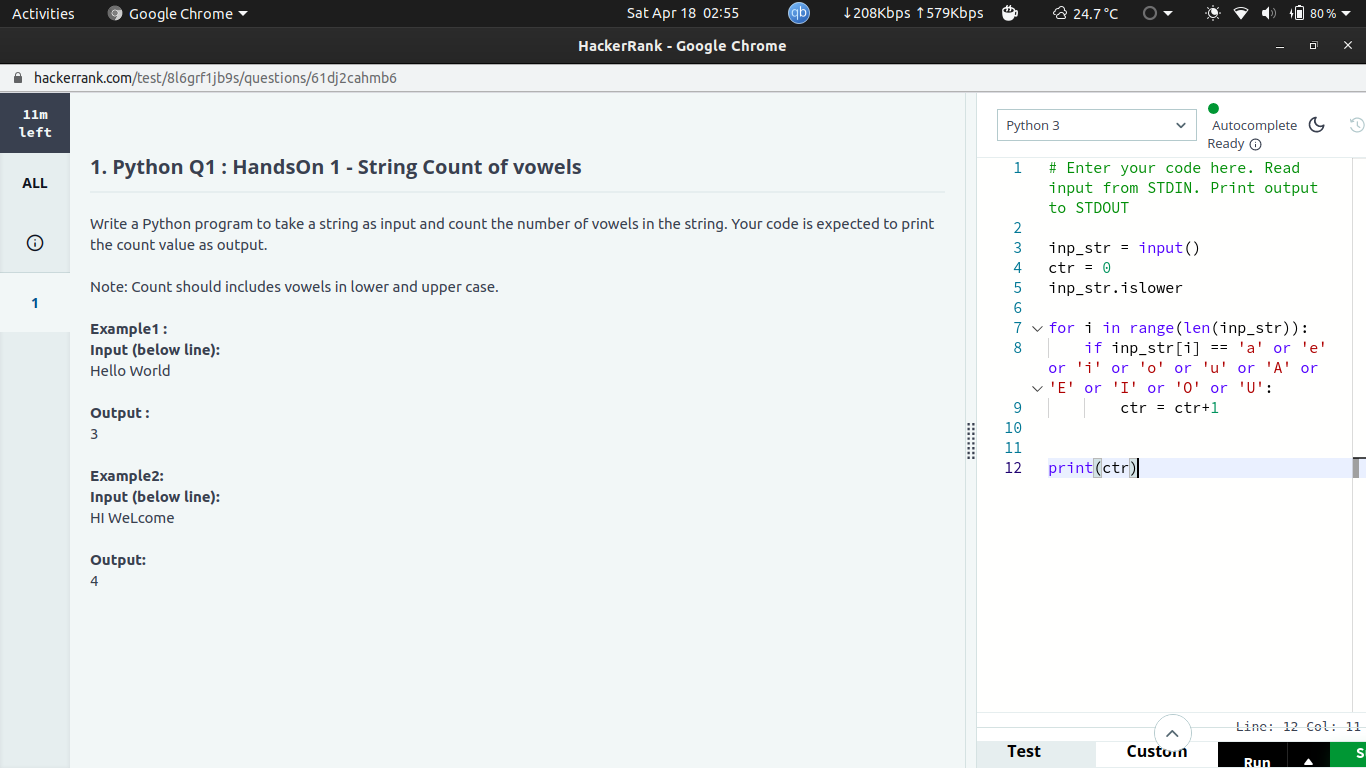 Activities Google Chrome Sat Apr 18 02:55 qb ↓208Kbps ↑579Kbps 24.7 °C 80 %
HackerRank - Google Chrome
hackerrank.com/test/8l6grf1jb9s/questions/61dj2cahmb6
11m
left
ALL
1
1. Python Q1 : HandsOn 1 - String Count of vowels
Write a Python program to take a string as input and count the number of vowels in the string. Your code is expected to print
the count value as output.
Note: Count should includes vowels in lower and upper case.
Example1 :
Input (below line):
Hello World
Output :
3
Example2:
Input (below line):
HI WeLcome
Output:
4
Python 3
Autocomplete
Ready
1 # Enter your code here. Read
input from STDIN. Print output
to STDOUT
2
3 inp_str = input()
4 ctr = 0
5 inp_str.islower
6
7 for i in range(len(inp_str)):
8 if inp_str[i] == 'a' or 'e'
or 'i' or 'o' or 'u' or 'A' or
'E' or 'I' or 'O' or 'U':
9 ctr = ctr+1
10
11
12 print(ctr)
Line: 12 Col: 11
Test Custom Run S